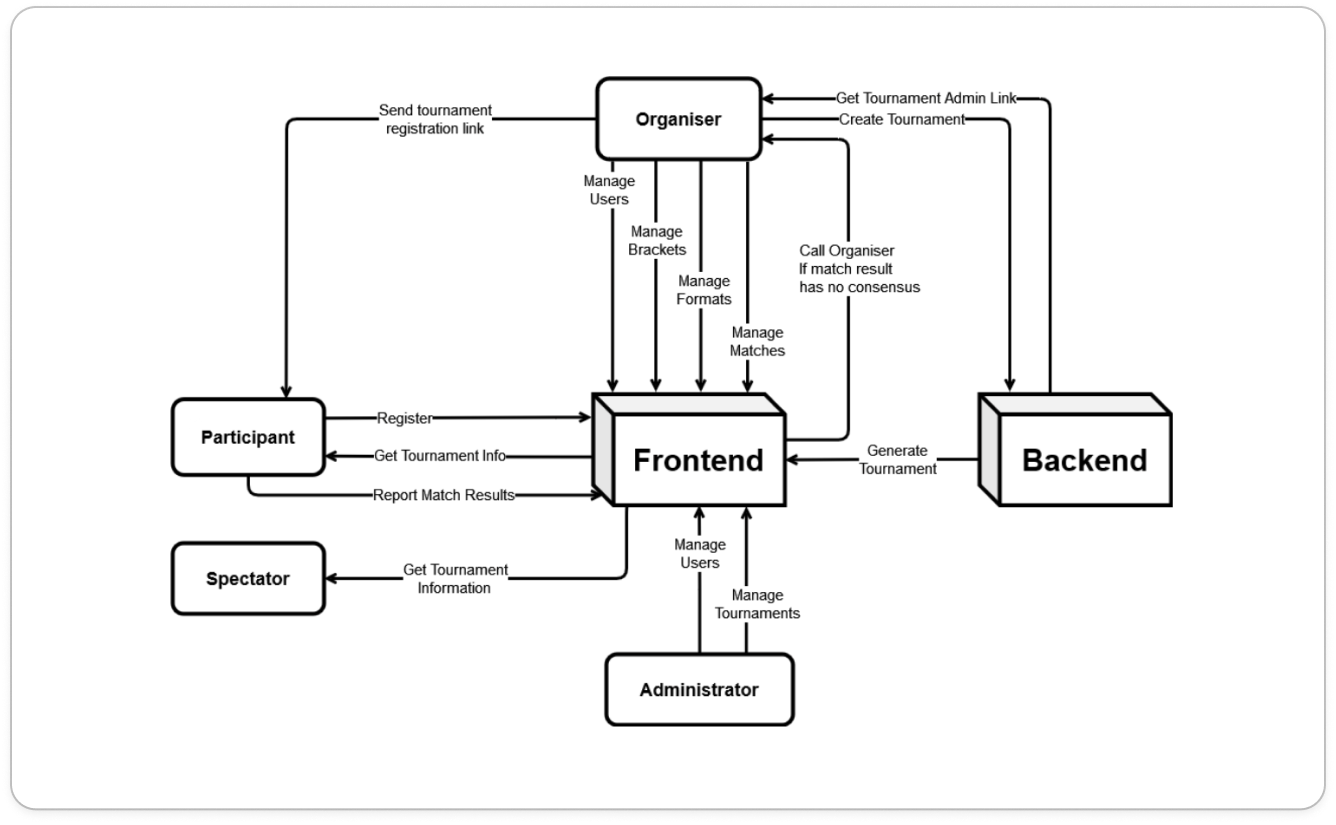 Organiser
Get Tournament Admin Link
Create Tournament
Send tournament
registration link
Manage
Users
Manage
Brackets
Manage
Formats
Manage
Matches
Call Organiser
If match result
has no consensus
Participant
Register
Get Tournament Info
Report Match Results
Frontend
Generate
Tournament
Backend
Spectator
Get Tournament
Information
Manage
Users
Manage
Tournaments
Administrator